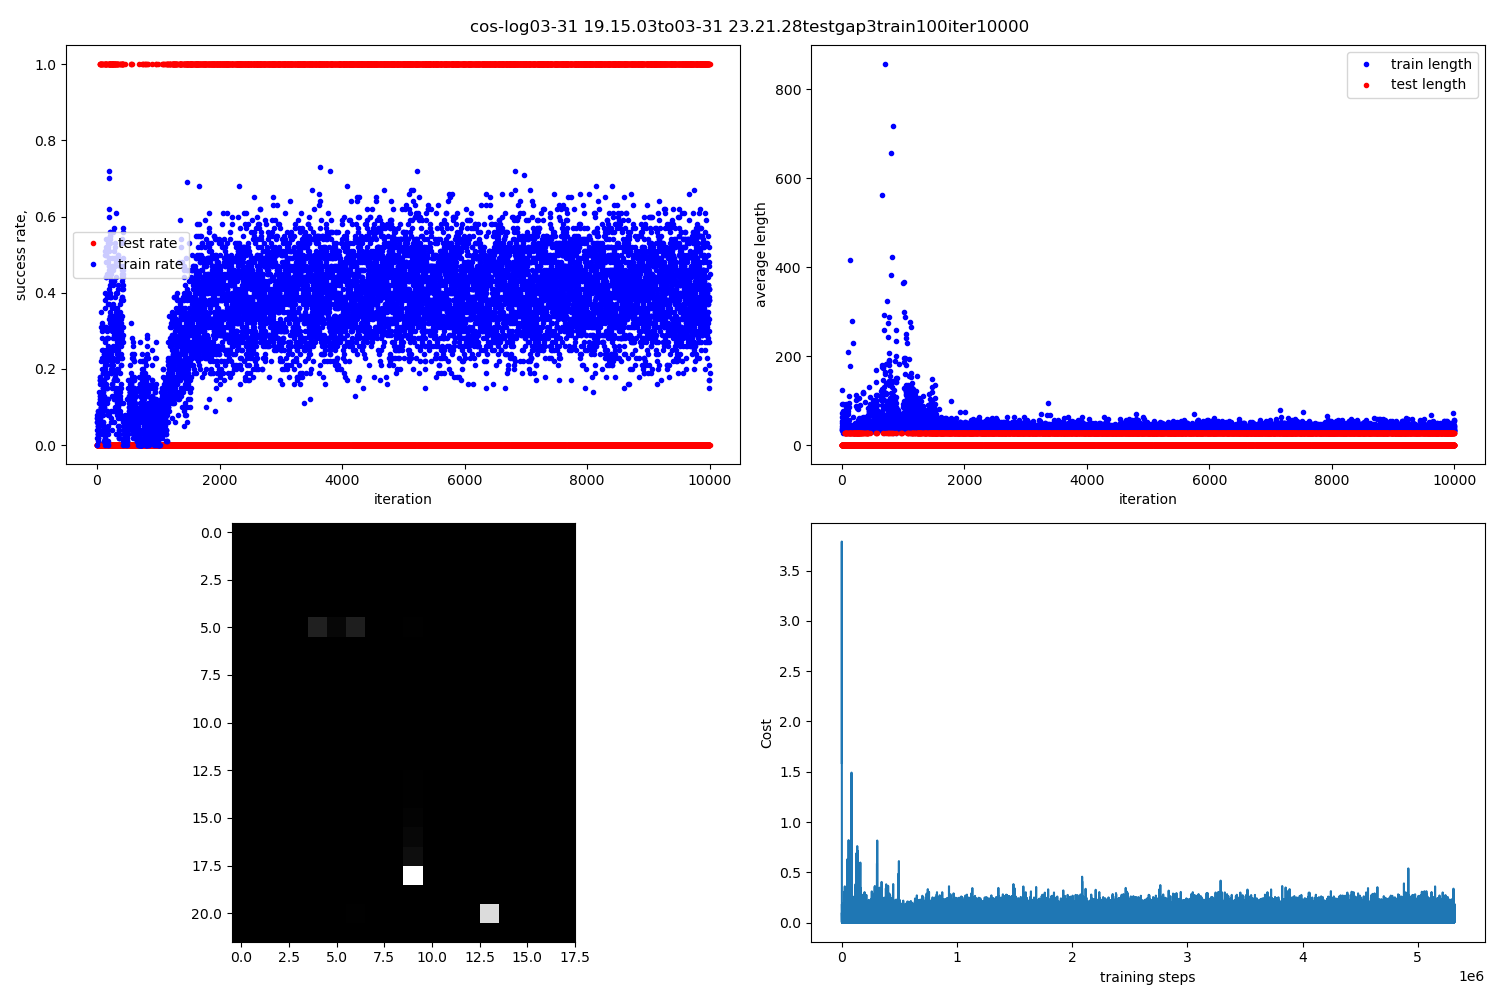 cos-log03-31 19.15.03to03-31 23.21.28testgap3train100iter10000
1.0
0.8
0.6
0.4
0.2
0.0
success rate,
test rate
train rate
0 2000 4000 6000 8000 10000
iteration
800
600
400
200
0
average length
train length
test length
0 2000 4000 6000 8000 10000
iteration
0.0
2.5
5.0
7.5
10.0
12.5
15.0
17.5
20.0
0.0 2.5 5.0 7.5 10.0 12.5 15.0 17.5
3.5
3.0
2.5
2.0
1.5
1.0
0.5
0.0
Cost
0 1 2 3 4 5
1e6
training steps